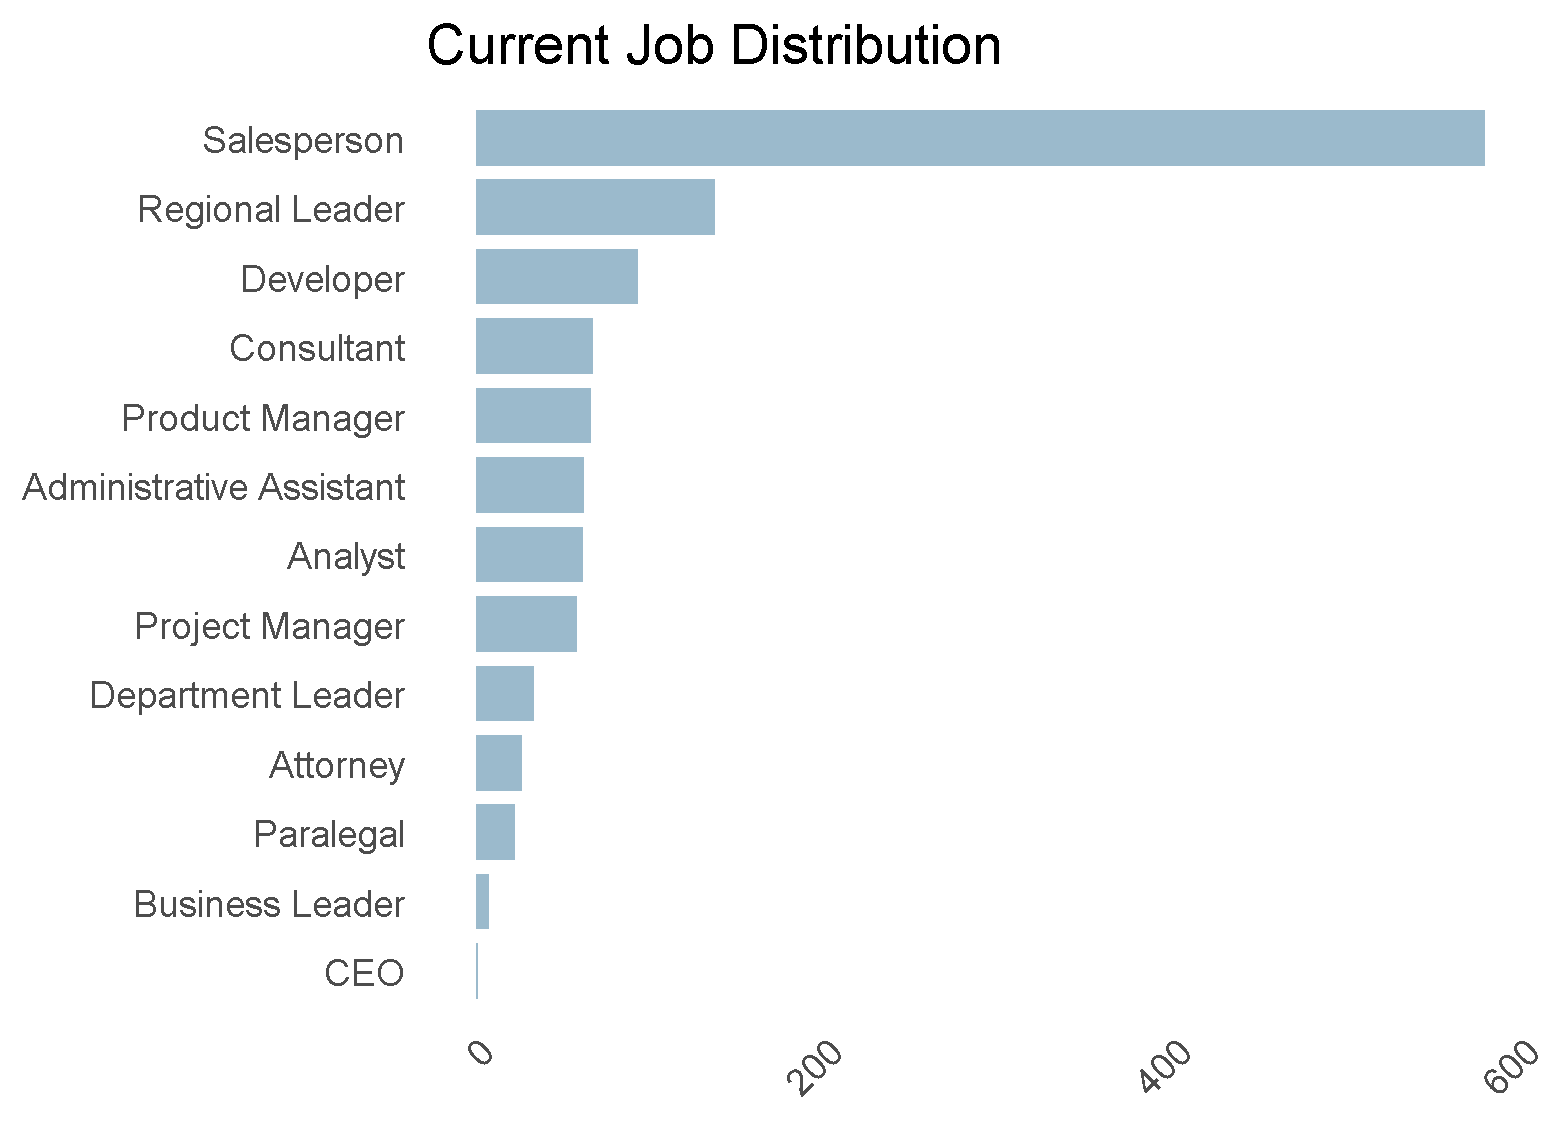 Current Job Distribution
Salesperson
Regional Leader
Developer
Consultant
Product Manager
Administrative Assistant
Analyst
Project Manager
Department Leader
Attorney
Paralegal
Business Leader
CEO
0
200
400
600